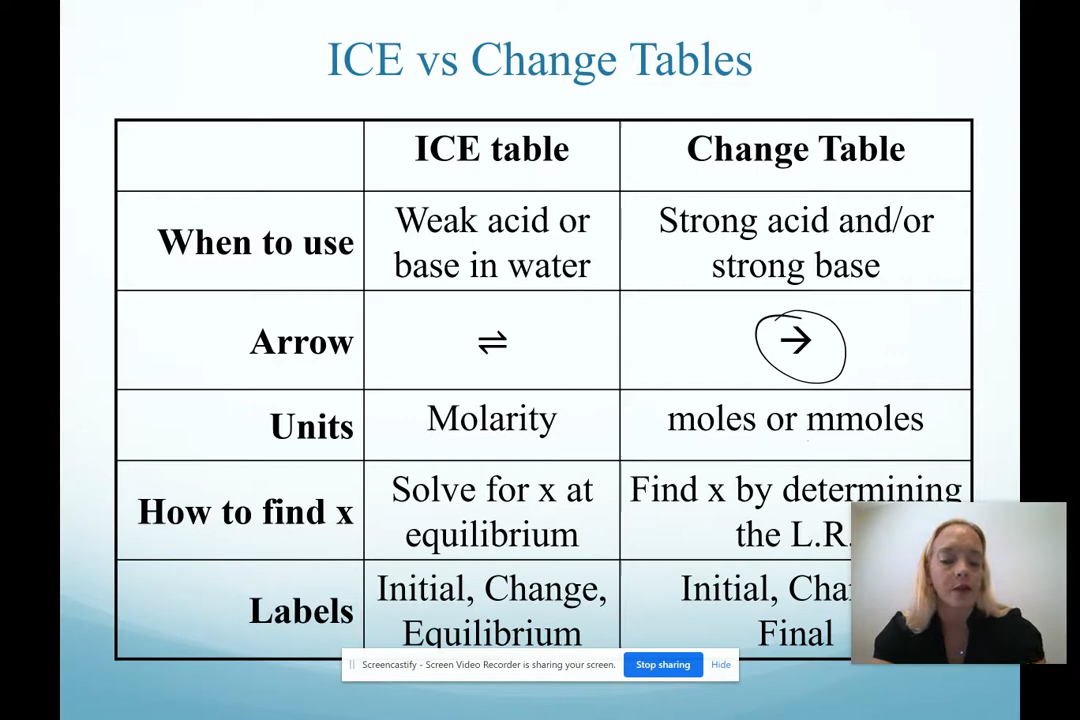 ICE vs Change Tables
ICE table Change Table
When to use Weak acid or base in water Strong acid and/or strong base
Arrow ⇌ →
Units Molarity moles or mmoles
How to find x Solve for x at equilibrium Find x by determining the L.R.
Labels Initial, Change, Equilibrium Initial, Final
Screencastify - Screen Video Recorder is sharing your screen. Stop sharing Hide